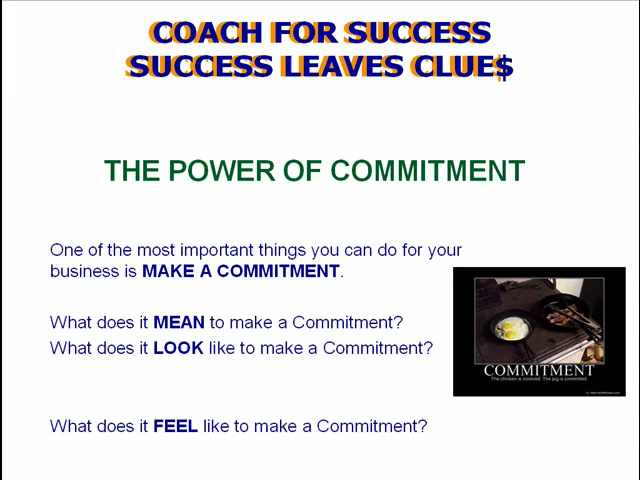 COACH FOR SUCCESS
SUCCESS LEAVES CLUE$
THE POWER OF COMMITMENT
One of the most important things you can do for your
business is MAKE A COMMITMENT.
What does it MEAN to make a Commitment?
What does it LOOK like to make a Commitment?
COMMITMENT
The chicken is involved. The pig is committed.
What does it FEEL like to make a Commitment?